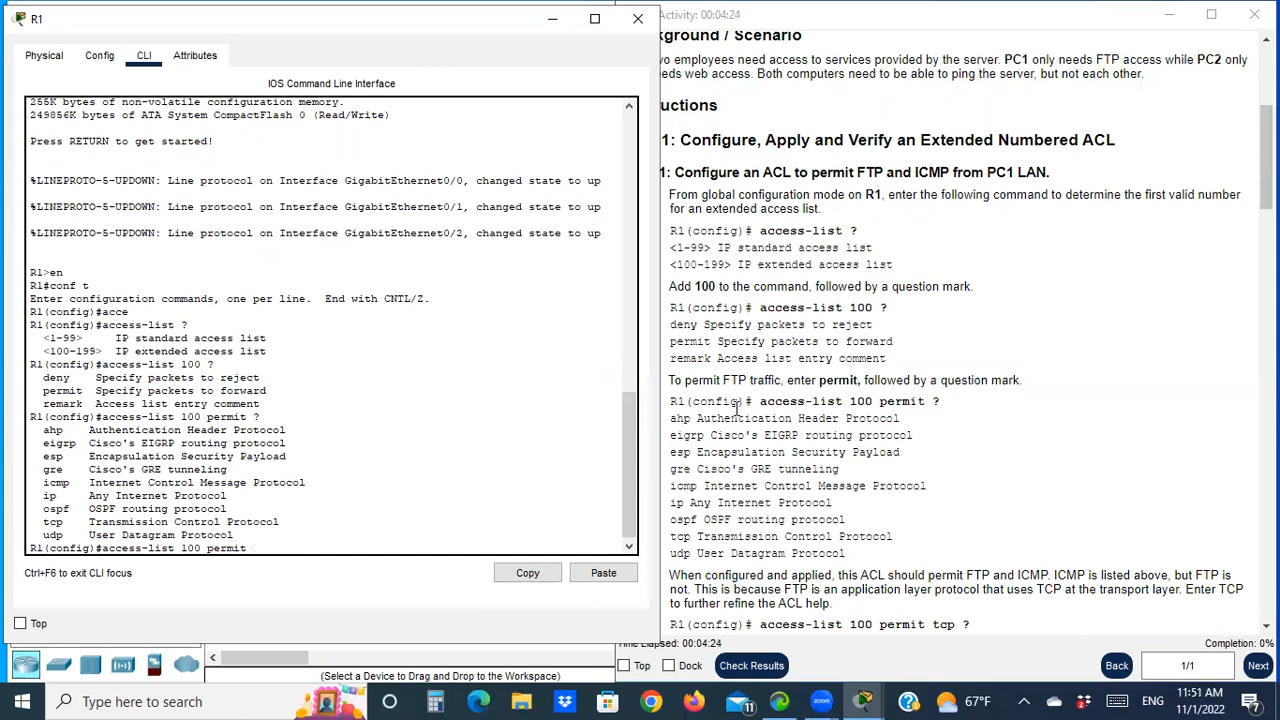 R1
Physical
Config
CLI
Attributes
IOS Command Line Interface
255K bytes of non-volatile configuration memory.
249856K bytes of ATA System CompactFlash 0 (Read/Write)
Press RETURN to get started!
%LINEPROTO-5-UPDOWN: Line protocol on Interface GigabitEthernet0/0, changed state to up
%LINEPROTO-5-UPDOWN: Line protocol on Interface GigabitEthernet0/1, changed state to up
%LINEPROTO-5-UPDOWN: Line protocol on Interface GigabitEthernet0/2, changed state to up
R1>en
R1#conf t
Enter configuration commands, one per line.  End with CNTL/Z.
R1(config)#acce
R1(config)#access-list ?
<1-99>     IP standard access list
<100-199>  IP extended access list
R1(config)#access-list 100 ?
deny    Specify packets to reject
permit  Specify packets to forward
remark  Access list entry comment
R1(config)#access-list 100 permit ?
ahp    Authentication Header Protocol
eigrp  Cisco's EIGRP routing protocol
esp    Encapsulation Security Payload
gre    Cisco's GRE tunneling
icmp   Internet Control Message Protocol
ip     Any Internet Protocol
ospf   OSPF routing protocol
tcp    Transmission Control Protocol
udp    User Datagram Protocol
R1(config)#access-list 100 permit
Ctrl+F6 to exit CLI focus
Copy
Paste
Top
(Select a Device to Drag and Drop to the Workspace)
Activity: 00:04:24
kground / Scenario
wo employees need access to services provided by the server. PC1 only needs FTP access while PC2 only
eds web access. Both computers need to be able to ping the server, but not each other.
uctions
1: Configure, Apply and Verify an Extended Numbered ACL
1: Configure an ACL to permit FTP and ICMP from PC1 LAN.
From global configuration mode on R1, enter the following command to determine the first valid number
for an extended access list.
R1(config)# access-list ?
<1-99> IP standard access list
<100-199> IP extended access list
Add 100 to the command, followed by a question mark.
R1(config)# access-list 100 ?
deny Specify packets to reject
permit Specify packets to forward
remark Access list entry comment
To permit FTP traffic, enter permit, followed by a question mark.
R1(config)# access-list 100 permit ?
ahp Authentication Header Protocol
eigrp Cisco's EIGRP routing protocol
esp Encapsulation Security Payload
gre Cisco's GRE tunneling
icmp Internet Control Message Protocol
ip Any Internet Protocol
ospf OSPF routing protocol
tcp Transmission Control Protocol
udp User Datagram Protocol
When configured and applied, this ACL should permit FTP and ICMP. ICMP is listed above, but FTP is
not. This is because FTP is an application layer protocol that uses TCP at the transport layer. Enter TCP
to further refine the ACL help.
R1(config)# access-list 100 permit tcp ?
Time Elapsed: 00:04:24
Completion: 0%
Top
Dock
Check Results
Back
1/1
Next
Type here to search
11
67°F
2
ENG
11:51 AM
11/1/2022
7